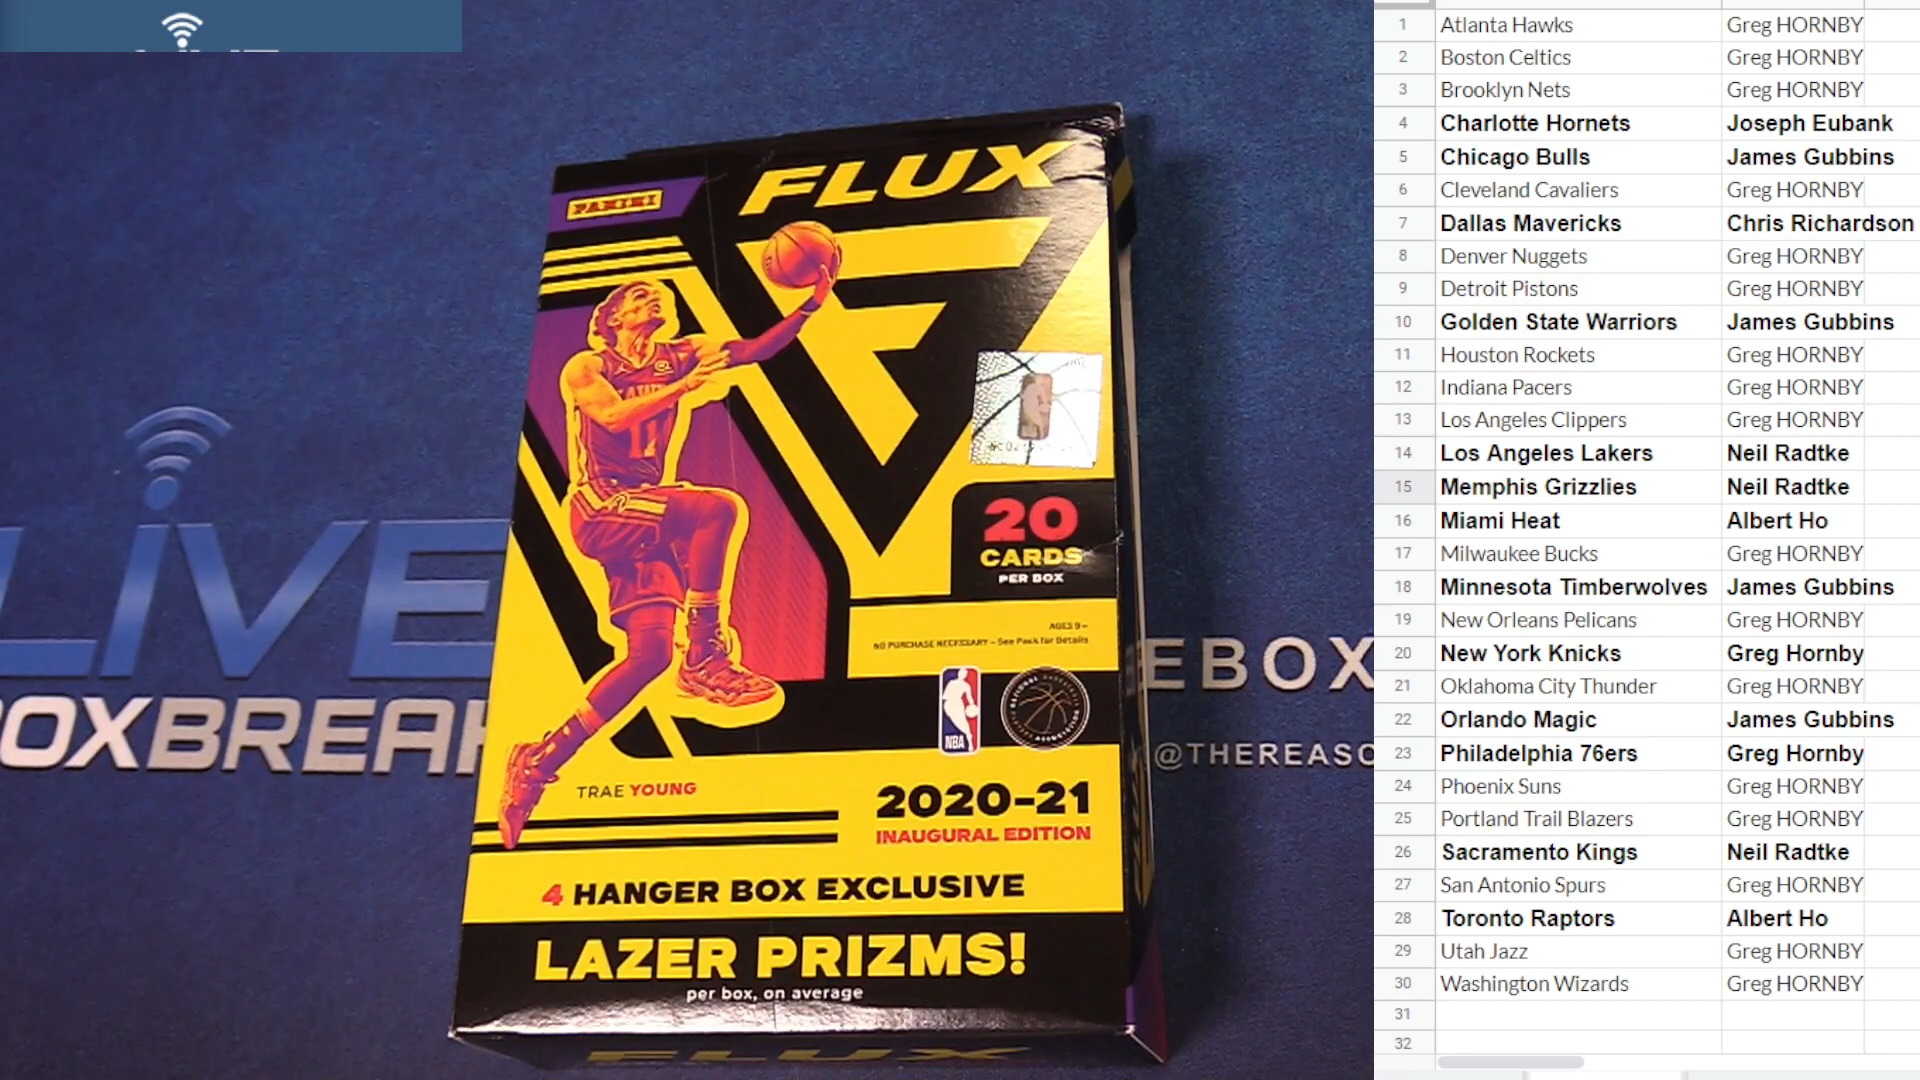 LIVE
BOXBREAK
EBOX
@THEREASO
PANINI
FLUX
11
20
CARDS
PER BOX
AGES 9+
NO PURCHASE NECESSARY – See Pack for Details
NBA
TRAE YOUNG
2020-21
INAUGURAL EDITION
4 HANGER BOX EXCLUSIVE
LAZER PRIZMS!
per box, on average
FLUX
1 Atlanta Hawks Greg HORNBY
2 Boston Celtics Greg HORNBY
3 Brooklyn Nets Greg HORNBY
4 Charlotte Hornets Joseph Eubank
5 Chicago Bulls James Gubbins
6 Cleveland Cavaliers Greg HORNBY
7 Dallas Mavericks Chris Richardson
8 Denver Nuggets Greg HORNBY
9 Detroit Pistons Greg HORNBY
10 Golden State Warriors James Gubbins
11 Houston Rockets Greg HORNBY
12 Indiana Pacers Greg HORNBY
13 Los Angeles Clippers Greg HORNBY
14 Los Angeles Lakers Neil Radtke
15 Memphis Grizzlies Neil Radtke
16 Miami Heat Albert Ho
17 Milwaukee Bucks Greg HORNBY
18 Minnesota Timberwolves James Gubbins
19 New Orleans Pelicans Greg HORNBY
20 New York Knicks Greg Hornby
21 Oklahoma City Thunder Greg HORNBY
22 Orlando Magic James Gubbins
23 Philadelphia 76ers Greg Hornby
24 Phoenix Suns Greg HORNBY
25 Portland Trail Blazers Greg HORNBY
26 Sacramento Kings Neil Radtke
27 San Antonio Spurs Greg HORNBY
28 Toronto Raptors Albert Ho
29 Utah Jazz Greg HORNBY
30 Washington Wizards Greg HORNBY
31
32